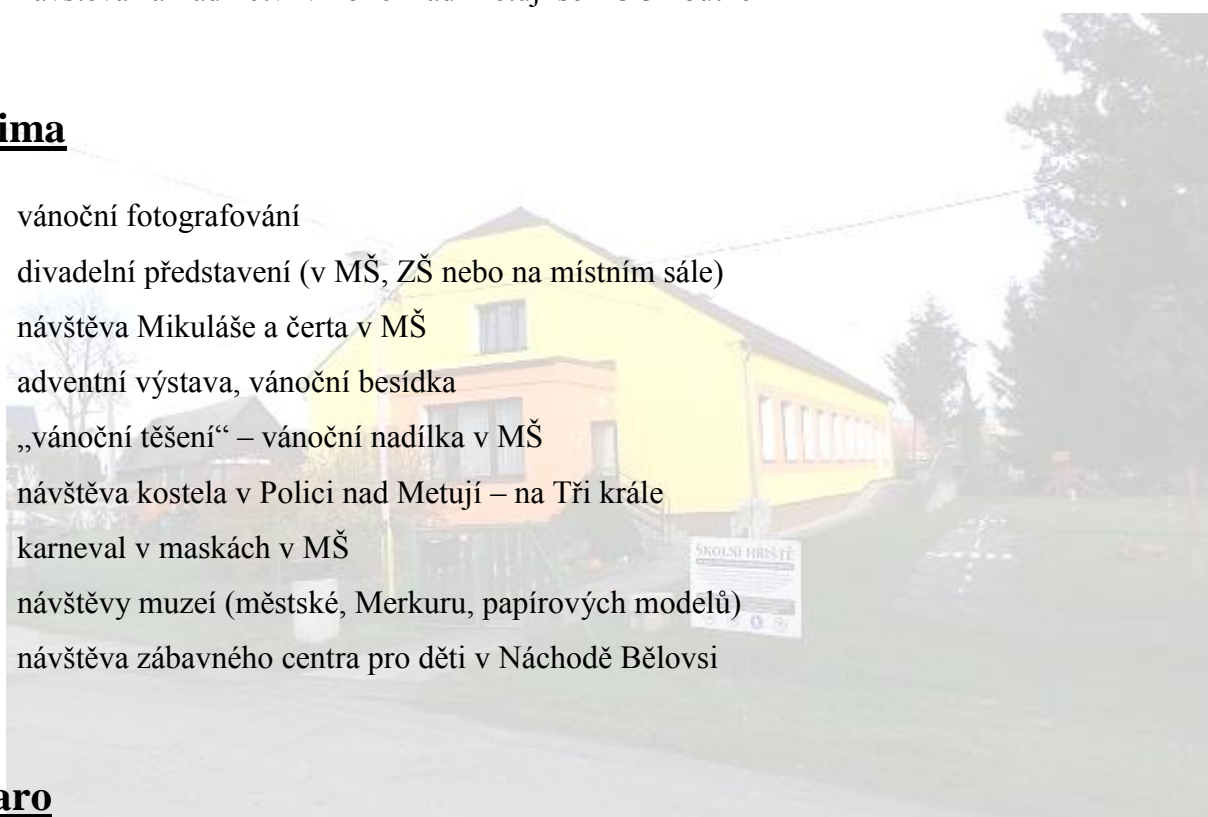 ima
vánoční fotografování
divadelní představení (v MŠ, ZŠ nebo na místním sále)
návštěva Mikuláše a čerta v MŠ
adventní výstava, vánoční besídka
„vánoční těšení“ – vánoční nadílka v MŠ
návštěva kostela v Polici nad Metují – na Tři krále
karneval v maskách v MŠ
návštěvy muzeí (městské, Merkuru, papírových modelů)
návštěva zábavného centra pro děti v Náchodě Bělovsi
ŠKOLNÍ HŘIŠTĚ
aro